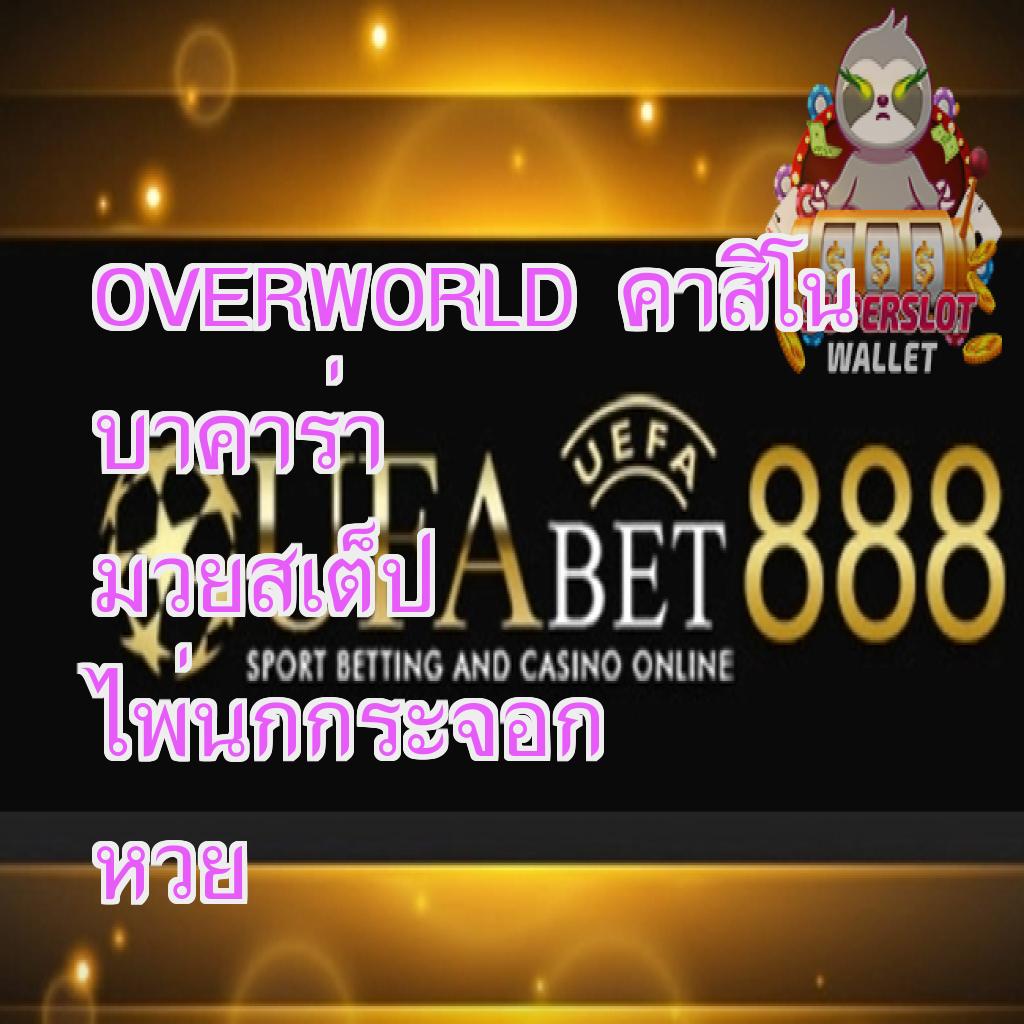 OVERWORLD คาสิโน
SUPERSLOT
WALLET
บาคาร่า
UEFA
UFABET888
มวยสเต็ป
SPORT BETTING AND CASINO ONLINE
ไพ่นกกระจอก
หวย